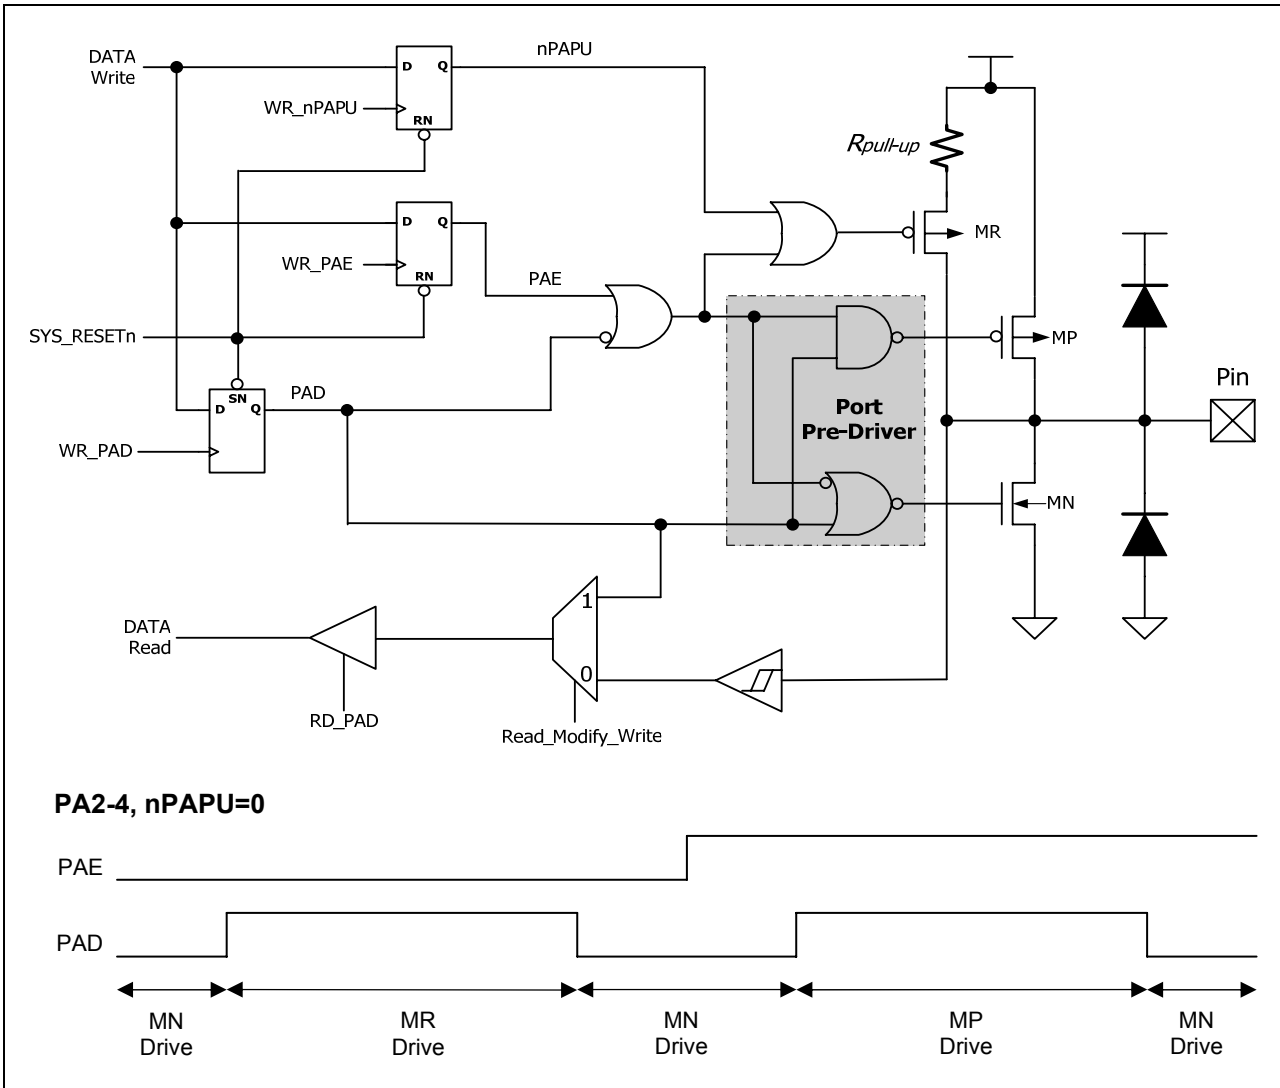 DATA
Write
D
Q
nPAPU
WR_nPAPU
RN
Rpull-up
D
Q
WR_PAE
RN
PAE
MR
SYS_RESETn
MP
SN
D
Q
PAD
WR_PAD
Port
Pre-Driver
Pin
MN
1
0
DATA
Read
RD_PAD
Read_Modify_Write
PA2-4, nPAPU=0
PAE
PAD
MN
Drive
MR
Drive
MN
Drive
MP
Drive
MN
Drive